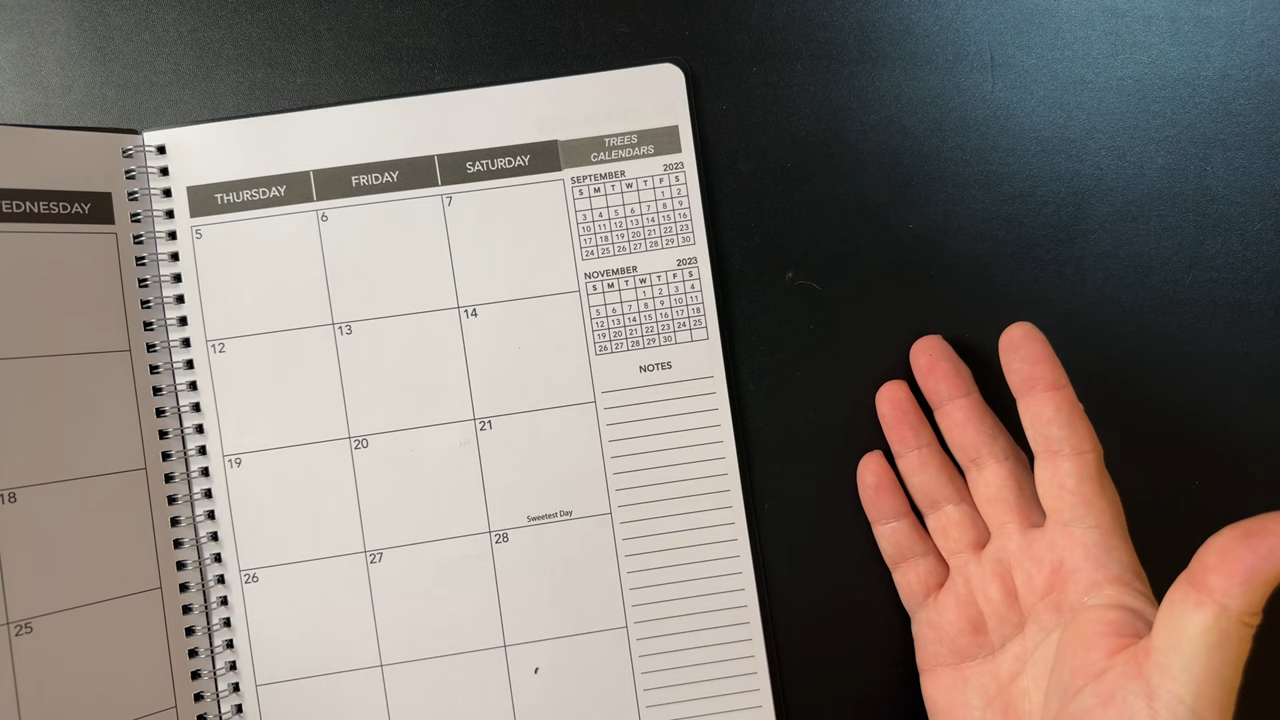 EDNESDAY THURSDAY FRIDAY SATURDAY TREES
CALENDARS
SEPTEMBER 2023
S M T W T F S
1 2
3 4 5 6 7 8 9
10 11 12 13 14 15 16
17 18 19 20 21 22 23
24 25 26 27 28 29 30
NOVEMBER 2023
S M T W T F S
1 2 3 4
5 6 7 8 9 10 11
12 13 14 15 16 17 18
19 20 21 22 23 24 25
26 27 28 29 30
NOTES
5 6 7
12 13 14
18 19 20 21
Sweetest Day
25 26 27 28